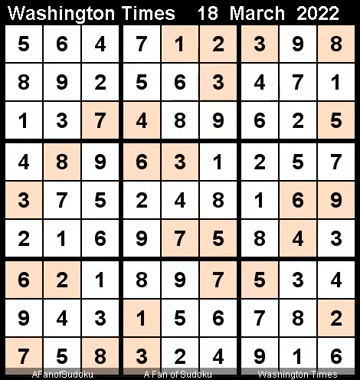 Washington Times 18 March 2022
5 6 4 7 1 2 3 9 8
8 9 2 5 6 3 4 7 1
1 3 7 4 8 9 6 2 5
4 8 9 6 3 1 2 5 7
3 7 5 2 4 8 1 6 9
2 1 6 9 7 5 8 4 3
6 2 1 8 9 7 5 3 4
9 4 3 1 5 6 7 8 2
7 5 8 3 2 4 9 1 6
AFanofSudoku A Fan of Sudoku Washington Times